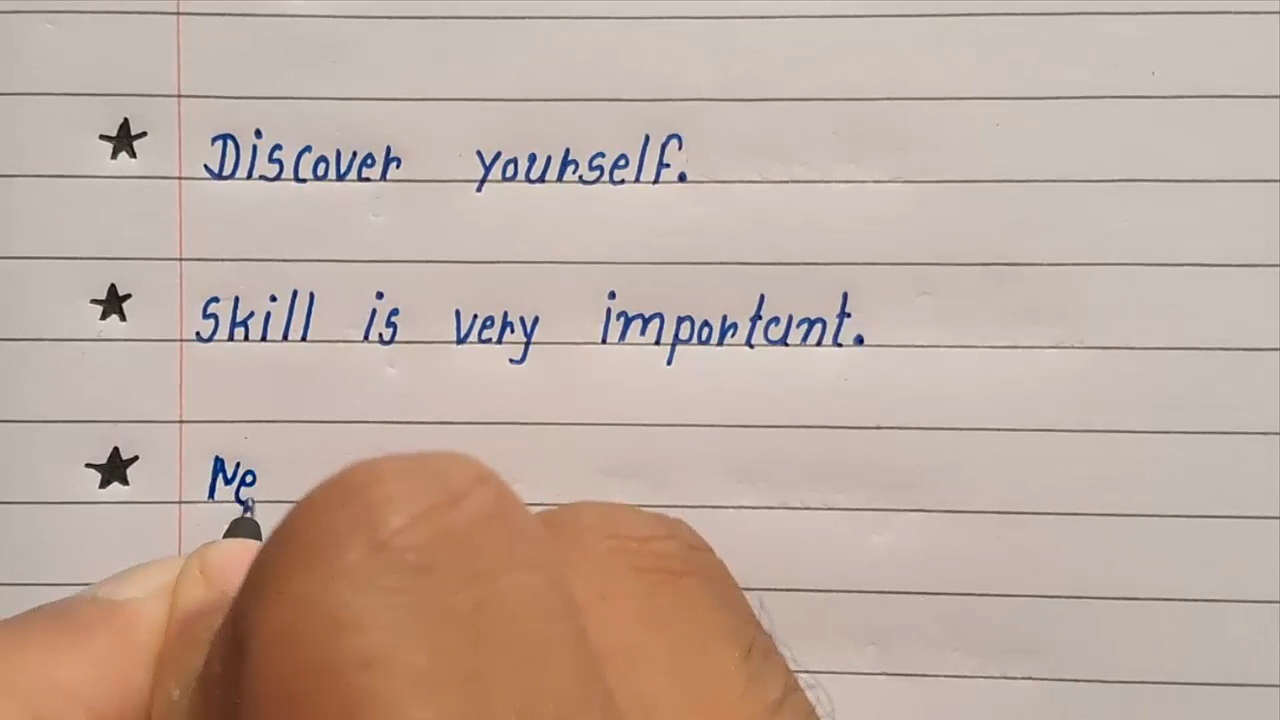 ★ Discover yourself.
★ Skill is very important.
★ Ne